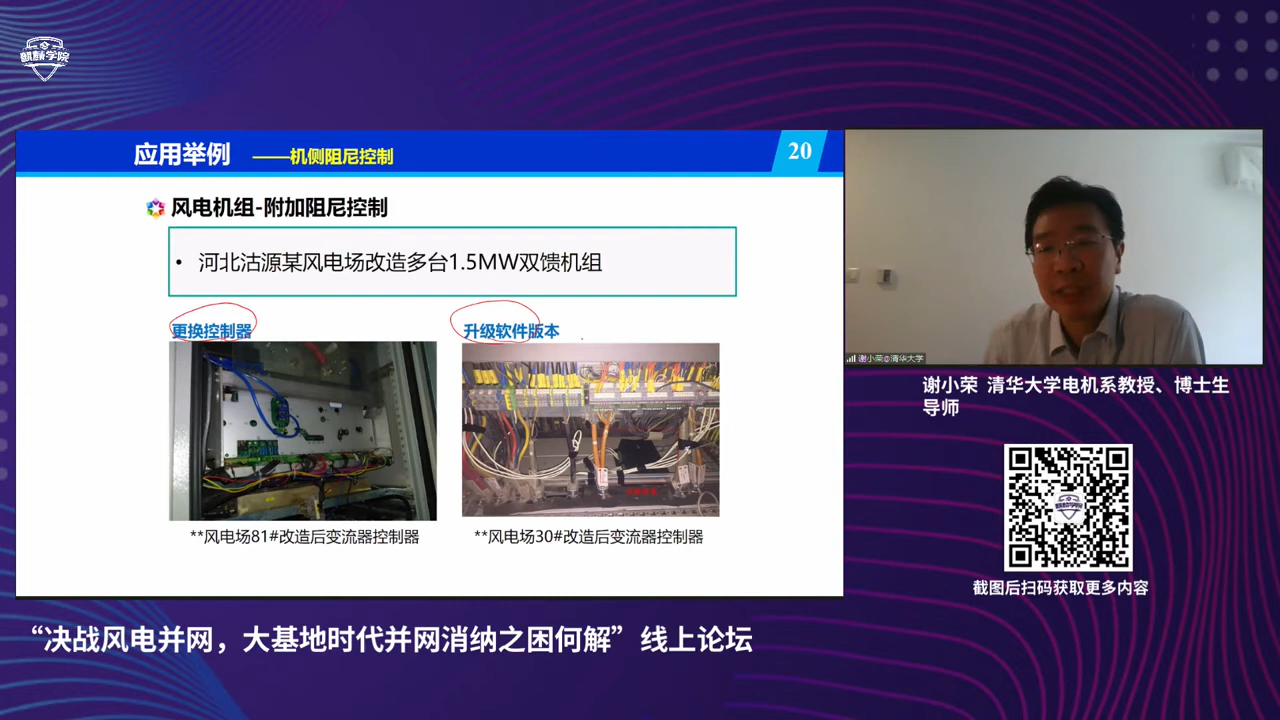 麒麟学院
应用举例
——机侧阻尼控制
20
风电机组-附加阻尼控制
• 河北沽源某风电场改造多台1.5MW双馈机组
更换控制器
升级软件版本
**风电场81#改造后变流器控制器
**风电场30#改造后变流器控制器
谢小荣@清华大学
谢小荣 清华大学电机系教授、博士生
导师
截图后扫码获取更多内容
“决战风电并网，大基地时代并网消纳之困何解”线上论坛